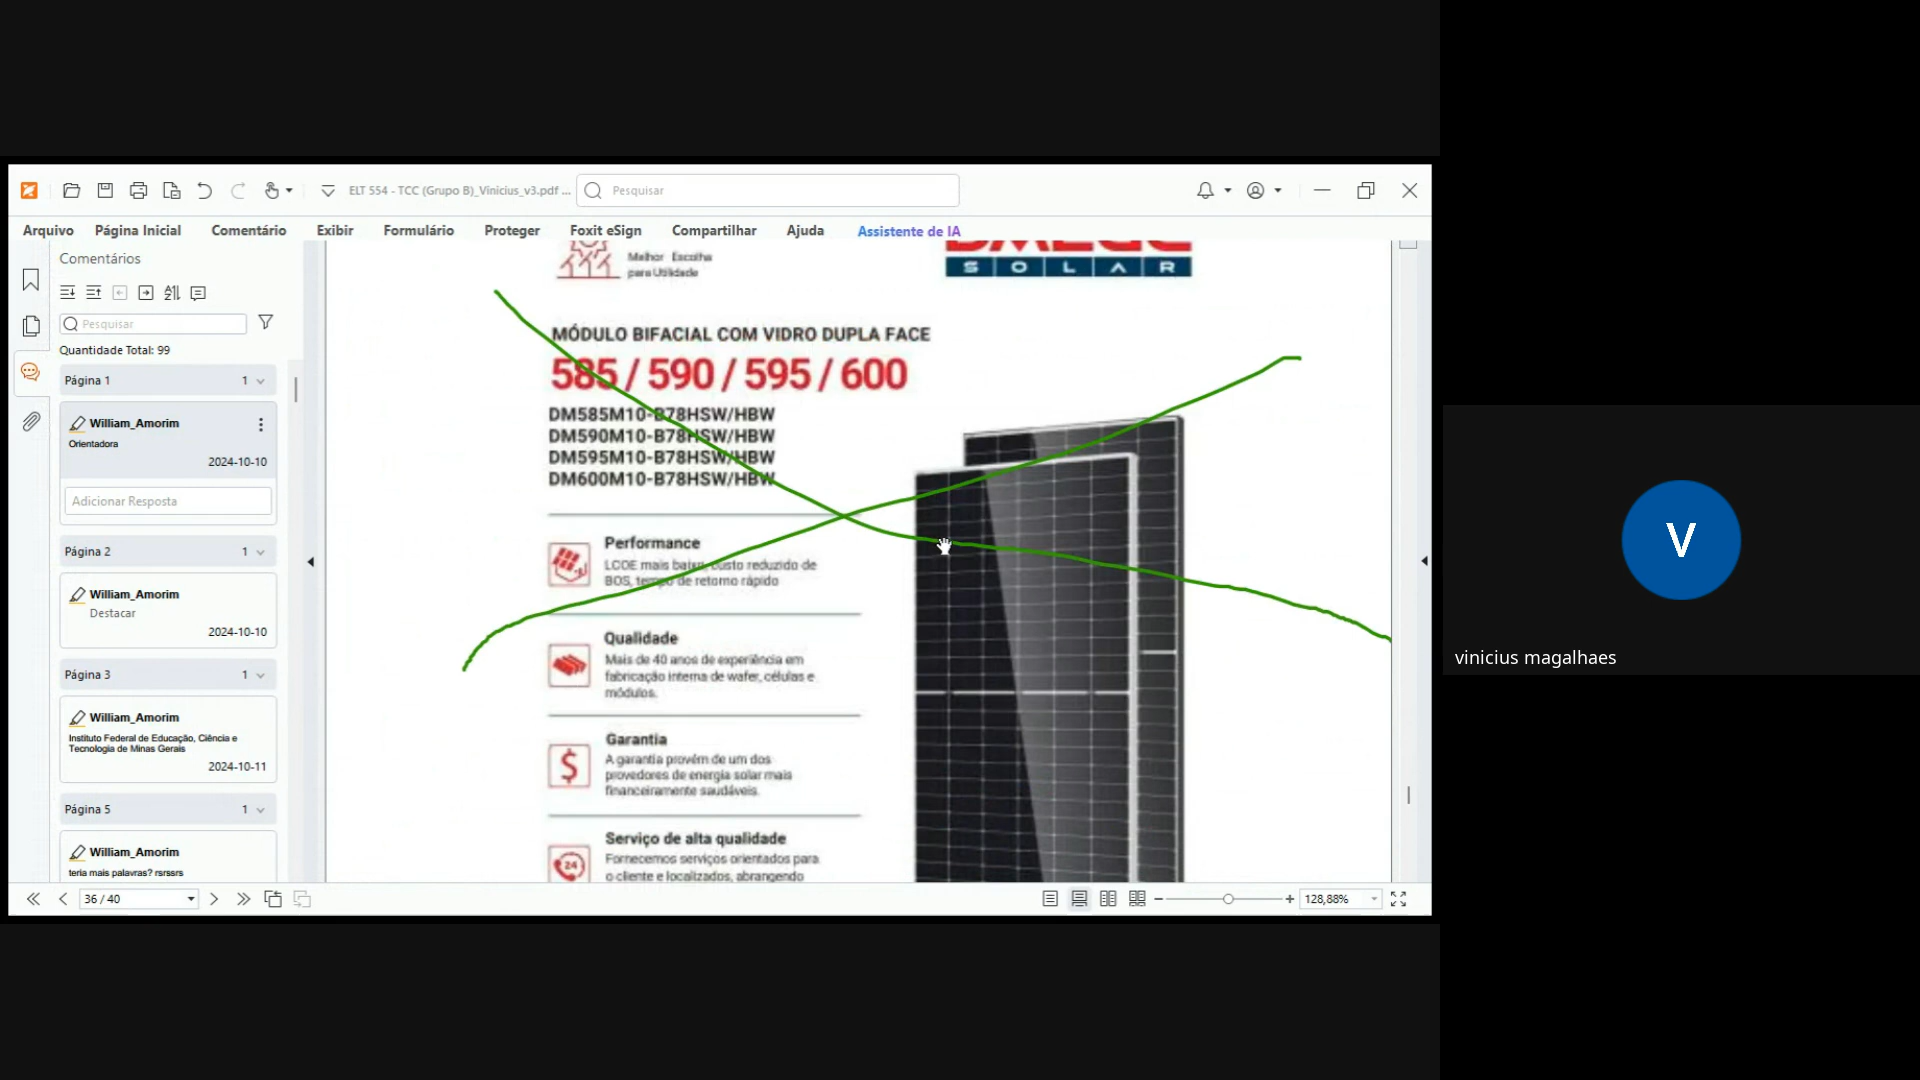 ELT 554 - TCC (Grupo B)_Vinicius_v3.pdf ...
Pesquisar
Arquivo Página Inicial Comentário Exibir Formulário Proteger Foxit eSign Compartilhar Ajuda Assistente de IA
Comentários
Pesquisar
Quantidade Total: 99
Página 1 1
William_Amorim
Orientadora
2024-10-10
Adicionar Resposta
Página 2 1
William_Amorim
Destacar
2024-10-10
Página 3 1
William_Amorim
Instituto Federal de Educação, Ciência e
Tecnologia de Minas Gerais
2024-10-11
Página 5 1
William_Amorim
teria mais palavras? rsrssrs
Melhor Escolha
para Utilidade
SOLAR
MÓDULO BIFACIAL COM VIDRO DUPLA FACE
585 / 590 / 595 / 600
DM585M10-B78HSW/HBW
DM590M10-B78HSW/HBW
DM595M10-B78HSW/HBW
DM600M10-B78HSW/HBW
Performance
LCOE mais baixo, custo reduzido de
BOS, tempo de retorno rápido
Qualidade
Mais de 40 anos de experiência em
fabricação interna de wafer, células e
módulos.
Garantia
A garantia provém de um dos
provedores de energia solar mais
financeiramente saudáveis.
24
Serviço de alta qualidade
Fornecemos serviços orientados para
o cliente e localizados, abrangendo
36 / 40
128,88%
V
vinicius magalhaes